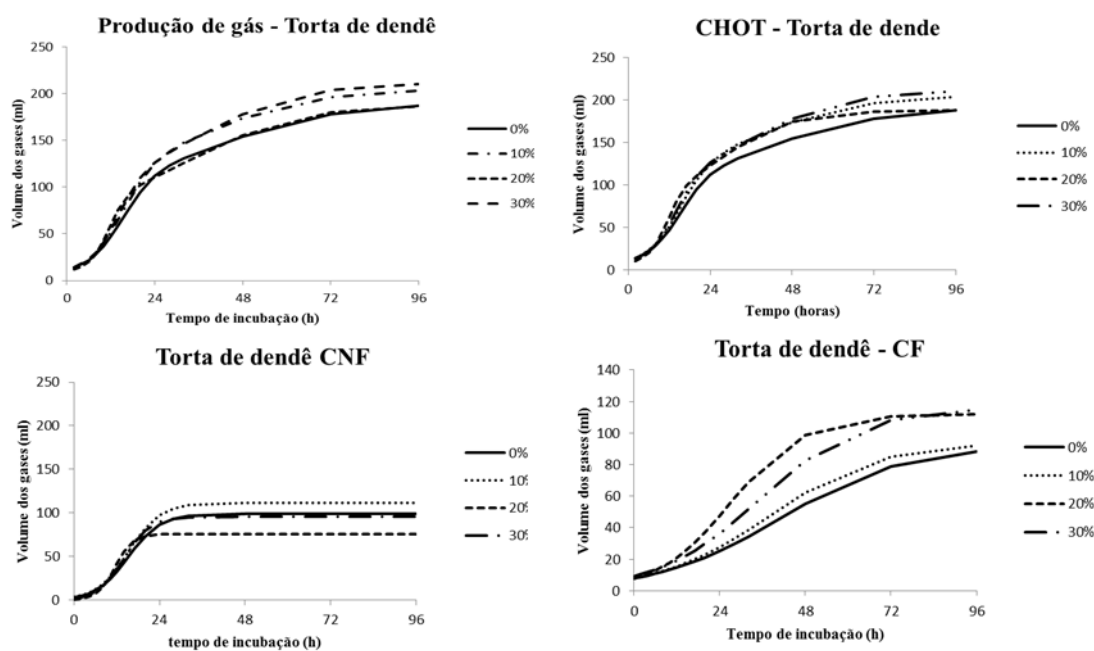 Produção de gás - Torta de dendê
Volume dos gases (ml)
250
200
150
100
50
0
0 24 48 72 96
Tempo de incubação (h)
0%
10%
20%
30%
CHOT - Torta de dende
Volume dos gases (ml)
250
200
150
100
50
0
0 24 48 72 96
Tempo (horas)
0%
10%
20%
30%
Torta de dendê CNF
Volume dos gases (ml)
250
200
150
100
50
0
0 24 48 72 96
tempo de incubação (h)
0%
10%
20%
30%
Torta de dendê - CF
Volume dos gases (ml)
140
120
100
80
60
40
20
0
0 24 48 72 96
Tempo de incubação (h)
0%
10%
20%
30%